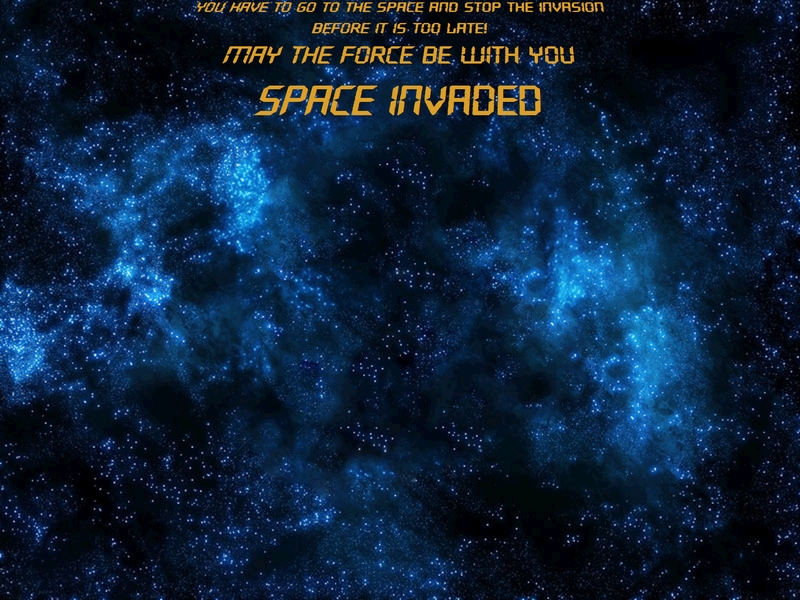 YOU HAVE TO GO TO THE SPACE AND STOP THE INVASION
BEFORE IT IS TOO LATE!
MAY THE FORCE BE WITH YOU
SPACE INVADED